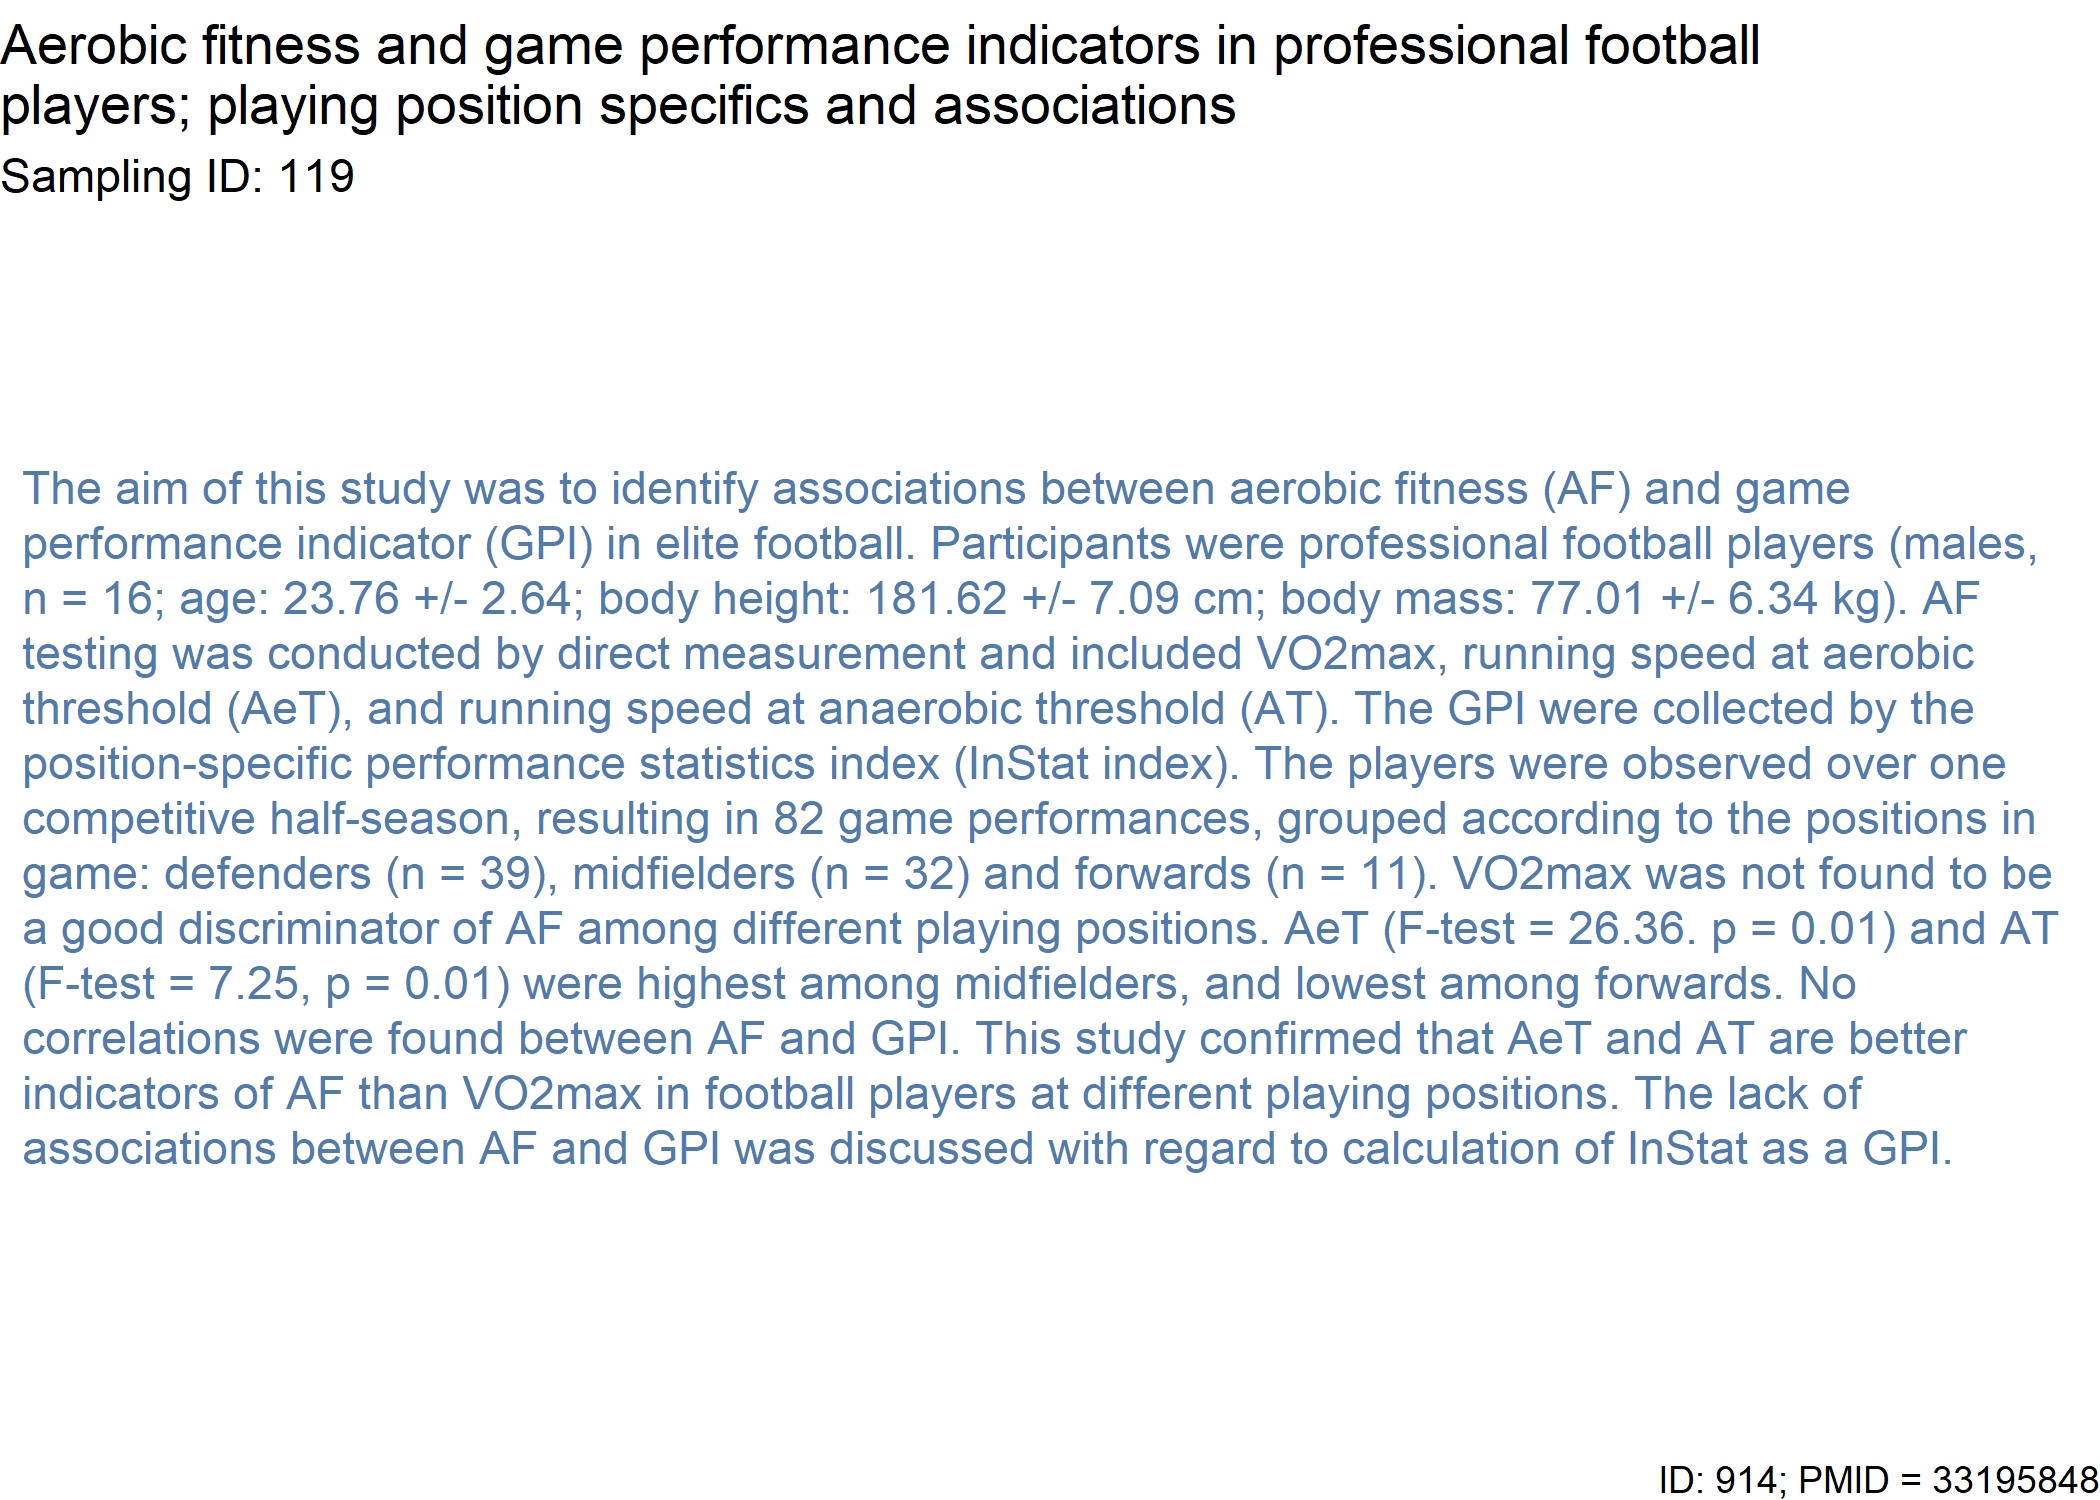 Aerobic fitness and game performance indicators in professional football
players; playing position specifics and associations
Sampling ID: 119
The aim of this study was to identify associations between aerobic fitness (AF) and game
performance indicator (GPI) in elite football. Participants were professional football players (males,
n = 16; age: 23.76 +/- 2.64; body height: 181.62 +/- 7.09 cm; body mass: 77.01 +/- 6.34 kg). AF
testing was conducted by direct measurement and included VO2max, running speed at aerobic
threshold (AeT), and running speed at anaerobic threshold (AT). The GPI were collected by the
position-specific performance statistics index (InStat index). The players were observed over one
competitive half-season, resulting in 82 game performances, grouped according to the positions in
game: defenders (n = 39), midfielders (n = 32) and forwards (n = 11). VO2max was not found to be
a good discriminator of AF among different playing positions. AeT (F-test = 26.36. p = 0.01) and AT
(F-test = 7.25, p = 0.01) were highest among midfielders, and lowest among forwards. No
correlations were found between AF and GPI. This study confirmed that AeT and AT are better
indicators of AF than VO2max in football players at different playing positions. The lack of
associations between AF and GPI was discussed with regard to calculation of InStat as a GPI.
ID: 914; PMID = 33195848